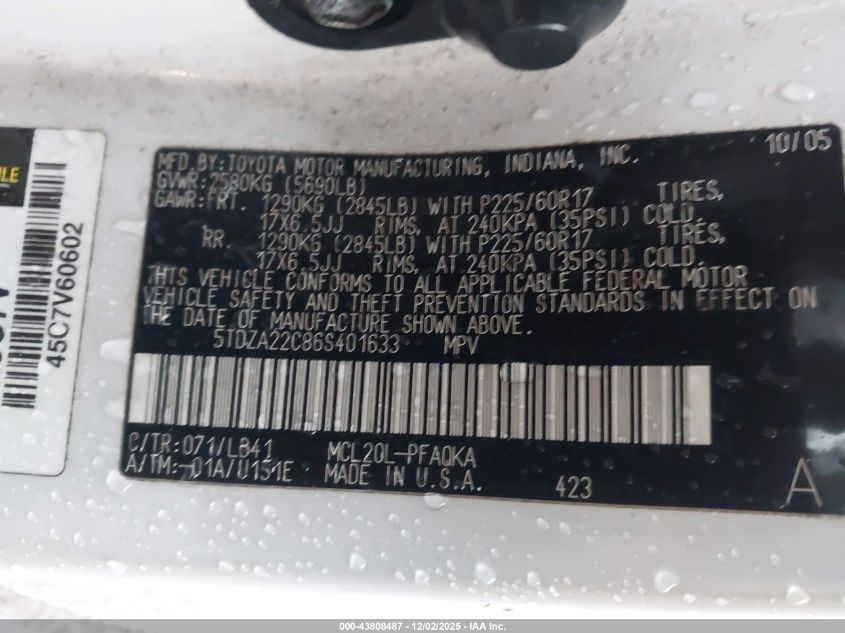 10/05
MFD.BY:TOYOTA MOTOR MANUFACTURING, INDIANA, INC.
GVWR:2580KG (5690LB)
GAWR:FRT. 1290KG (2845LB) WITH P225/60R17 TIRES,
17X6.5JJ RIMS, AT 240KPA (35PSI) COLD.
RR. 1290KG (2845LB) WITH P225/60R17 TIRES,
17X6.5JJ RIMS, AT 240KPA (35PSI) COLD.
THIS VEHICLE CONFORMS TO ALL APPLICABLE FEDERAL MOTOR
VEHICLE SAFETY AND THEFT PREVENTION STANDARDS IN EFFECT ON
THE DATE OF MANUFACTURE SHOWN ABOVE.
5TDZA22C86S401633 MPV
C/TR:071/LB41 MCL20L-PFAQKA
A/TM:-01A/U151E MADE IN U.S.A.
423
A
45C7V60602
000-43808487 - 12/02/2025 - IAA Inc.